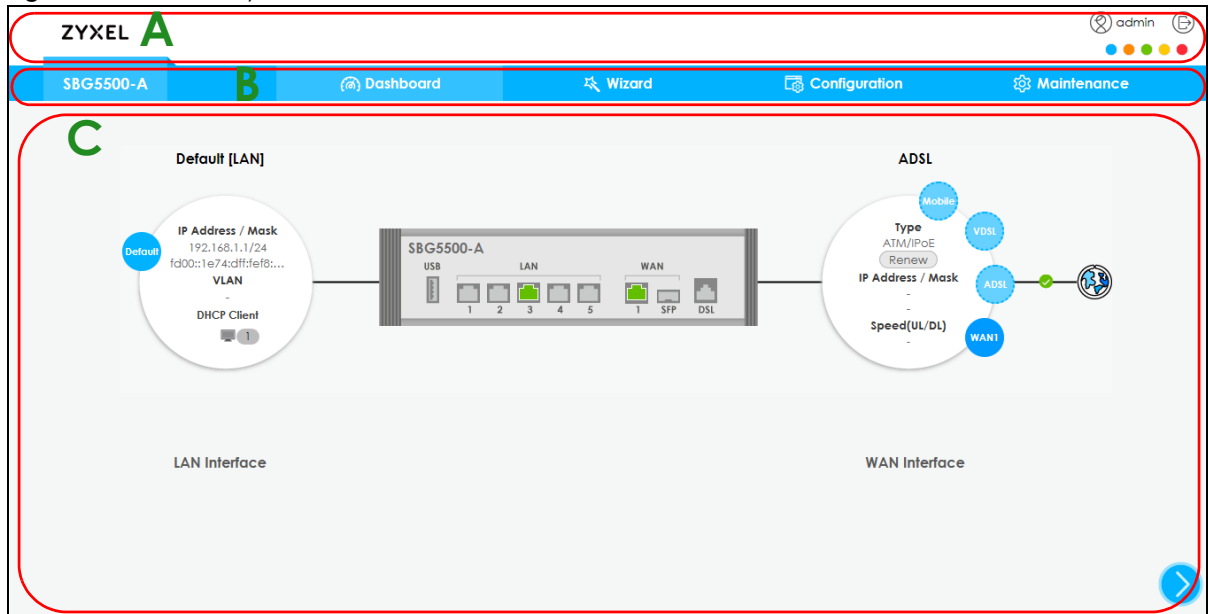 ZYXEL A
admin
SBG5500-A
B
Dashboard
Wizard
Configuration
Maintenance
C
Default [LAN]
ADSL
Default
IP Address / Mask
192.168.1.1/24
fd00::1e74:dff:fef8:...
VLAN
-
DHCP Client
1
SBG5500-A
USB
LAN
WAN
1 2 3 4 5 1 SFP DSL
Mobile
VDSL
ADSL
WAN1
Type
ATM/IPoE
Renew
IP Address / Mask
-
-
Speed(UL/DL)
-
LAN Interface
WAN Interface